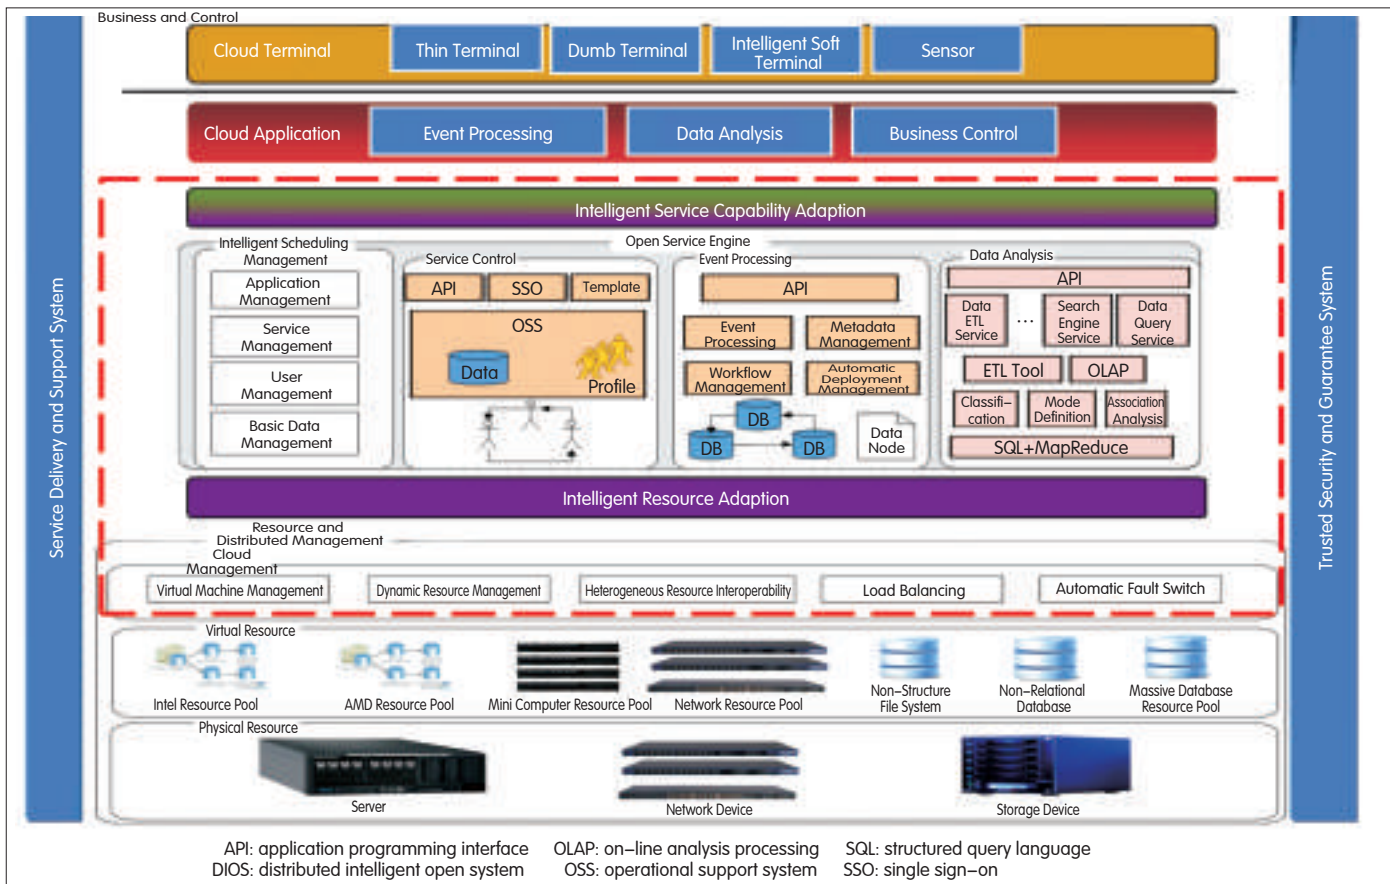 Business and Control
Cloud Terminal
Thin Terminal
Dumb Terminal
Intelligent Soft
Terminal
Sensor
Cloud Application
Event Processing
Data Analysis
Business Control
Service Delivery and Support System
Trusted Security and Guarantee System
Intelligent Service Capability Adaption
Open Service Engine
Intelligent Scheduling
Management
Application
Management
Service
Management
User
Management
Basic Data
Management
Service Control
API
SSO
Template
OSS
Data
Profile
Event Processing
API
Event
Processing
Metadata
Management
Workflow
Management
Automatic
Deployment
Management
DB
DB
DB
Data
Node
Data Analysis
API
Data
ETL
Service
...
Search
Engine
Service
Data
Query
Service
ETL Tool
OLAP
Classifi-
cation
Mode
Definition
Association
Analysis
SQL+MapReduce
Intelligent Resource Adaption
Resource and
Distributed Management
Cloud
Management
Virtual Machine Management
Dynamic Resource Management
Heterogeneous Resource Interoperability
Load Balancing
Automatic Fault Switch
Virtual Resource
Intel Resource Pool
AMD Resource Pool
Mini Computer Resource Pool
Network Resource Pool
Non-Structure
File System
Non-Relational
Database
Massive Database
Resource Pool
Physical Resource
Server
Network Device
Storage Device
API: application programming interface
OLAP: on-line analysis processing
SQL: structured query language
DIOS: distributed intelligent open system
OSS: operational support system
SSO: single sign-on